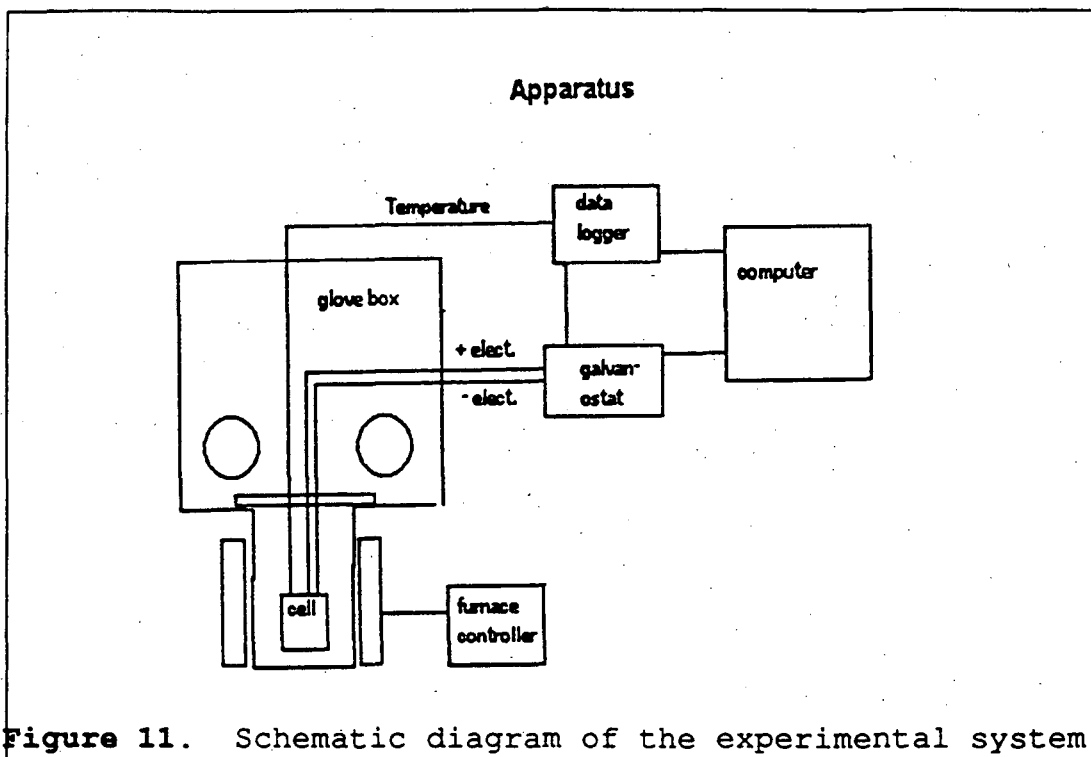 Apparatus
Temperature
data
logger
computer
glove box
+ elect.
- elect.
galvan-
ostat
cell
furnace
controller
Figure 11. Schematic diagram of the experimental system